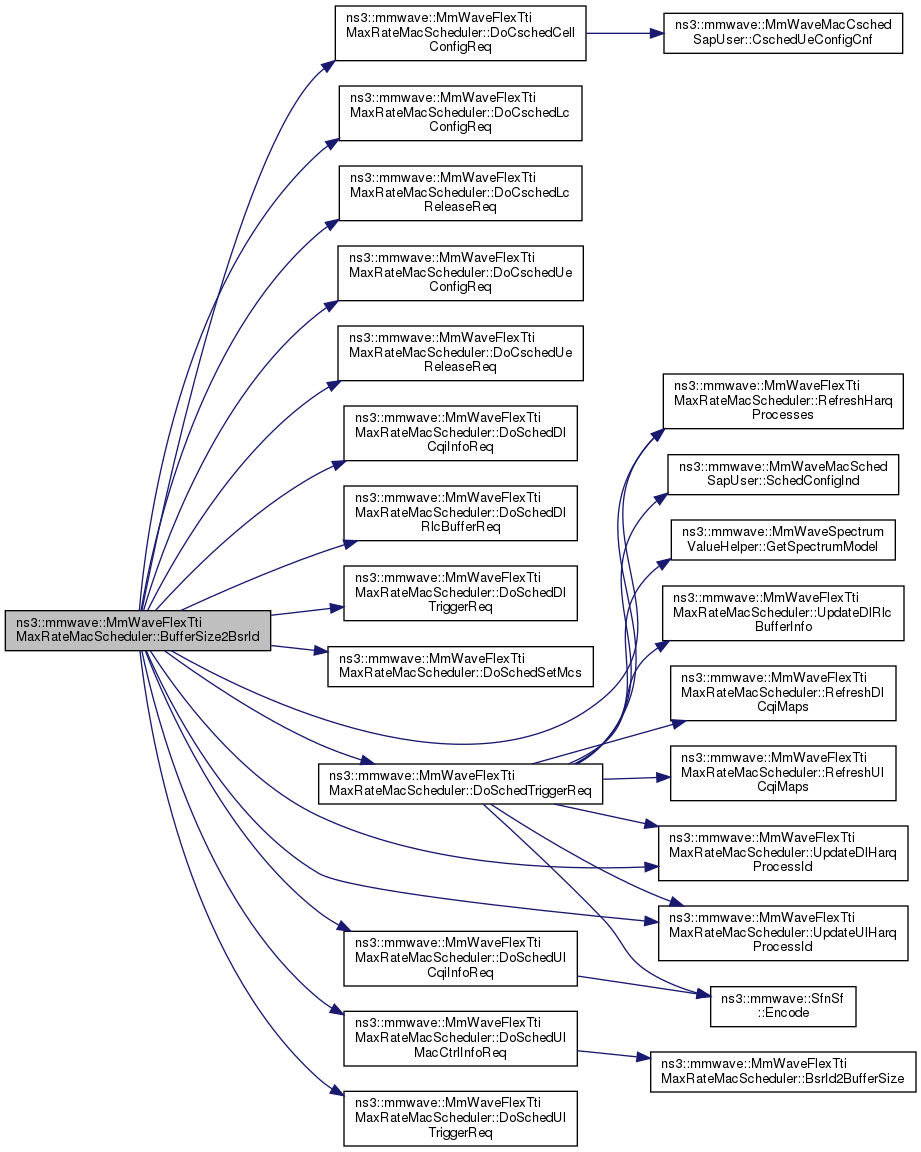 ns3::mmwave::MmWaveFlexTti
MaxRateMacScheduler::BufferSize2BsrId
ns3::mmwave::MmWaveFlexTti
MaxRateMacScheduler::DoCschedCell
ConfigReq
ns3::mmwave::MmWaveFlexTti
MaxRateMacScheduler::DoCschedLc
ConfigReq
ns3::mmwave::MmWaveFlexTti
MaxRateMacScheduler::DoCschedLc
ReleaseReq
ns3::mmwave::MmWaveFlexTti
MaxRateMacScheduler::DoCschedUe
ConfigReq
ns3::mmwave::MmWaveFlexTti
MaxRateMacScheduler::DoCschedUe
ReleaseReq
ns3::mmwave::MmWaveFlexTti
MaxRateMacScheduler::DoSchedDl
CqiInfoReq
ns3::mmwave::MmWaveFlexTti
MaxRateMacScheduler::DoSchedDl
RlcBufferReq
ns3::mmwave::MmWaveFlexTti
MaxRateMacScheduler::DoSchedDl
TriggerReq
ns3::mmwave::MmWaveFlexTti
MaxRateMacScheduler::DoSchedSetMcs
ns3::mmwave::MmWaveFlexTti
MaxRateMacScheduler::DoSchedTriggerReq
ns3::mmwave::MmWaveFlexTti
MaxRateMacScheduler::DoSchedUl
CqiInfoReq
ns3::mmwave::MmWaveFlexTti
MaxRateMacScheduler::DoSchedUl
MacCtrlInfoReq
ns3::mmwave::MmWaveFlexTti
MaxRateMacScheduler::DoSchedUl
TriggerReq
ns3::mmwave::MmWaveMacCsched
SapUser::CschedUeConfigCnf
ns3::mmwave::MmWaveFlexTti
MaxRateMacScheduler::RefreshHarq
Processes
ns3::mmwave::MmWaveMacSched
SapUser::SchedConfigInd
ns3::mmwave::MmWaveSpectrum
ValueHelper::GetSpectrumModel
ns3::mmwave::MmWaveFlexTti
MaxRateMacScheduler::UpdateDlRlc
BufferInfo
ns3::mmwave::MmWaveFlexTti
MaxRateMacScheduler::RefreshDl
CqiMaps
ns3::mmwave::MmWaveFlexTti
MaxRateMacScheduler::RefreshUl
CqiMaps
ns3::mmwave::MmWaveFlexTti
MaxRateMacScheduler::UpdateDlHarq
ProcessId
ns3::mmwave::MmWaveFlexTti
MaxRateMacScheduler::UpdateUlHarq
ProcessId
ns3::mmwave::SfnSf
::Encode
ns3::mmwave::MmWaveFlexTti
MaxRateMacScheduler::BsrId2BufferSize